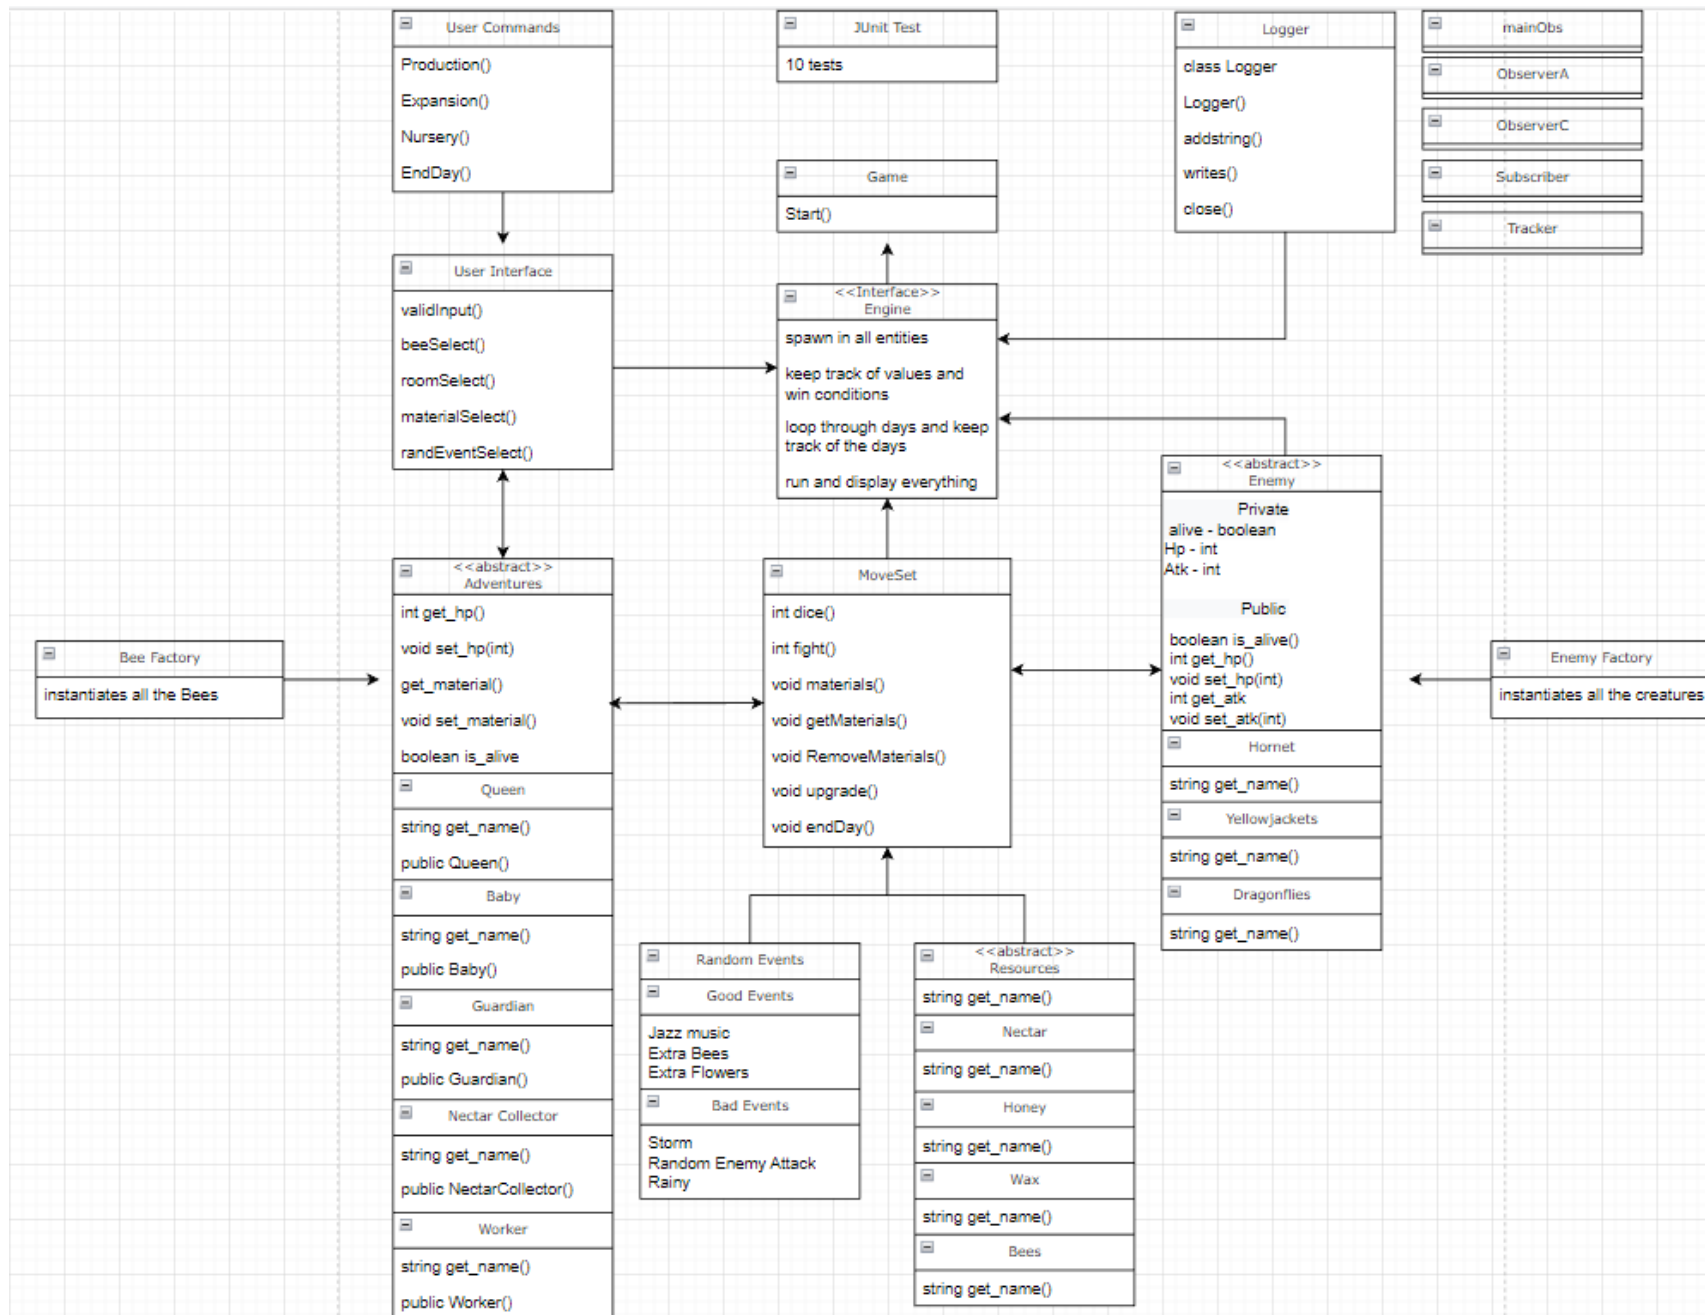 User Commands
Production()
Expansion()
Nursery()
EndDay()
JUnit Test
10 tests
Logger
class Logger
Logger()
addstring()
writes()
close()
mainObs
ObserverA
ObserverC
Subscriber
Tracker
Game
Start()
User Interface
validInput()
beeSelect()
roomSelect()
materialSelect()
randEventSelect()
<<Interface>>
Engine
spawn in all entities
keep track of values and
win conditions
loop through days and keep
track of the days
run and display everything
<<abstract>>
Enemy
Private
alive - boolean
Hp - int
Atk - int
Public
boolean is_alive()
int get_hp()
void set_hp(int)
int get_atk
void set_atk(int)
Hornet
string get_name()
Yellowjackets
string get_name()
Dragonflies
string get_name()
Enemy Factory
instantiates all the creatures
Bee Factory
instantiates all the Bees
<<abstract>>
Adventures
int get_hp()
void set_hp(int)
get_material()
void set_material()
boolean is_alive
Queen
string get_name()
public Queen()
Baby
string get_name()
public Baby()
Guardian
string get_name()
public Guardian()
Nectar Collector
string get_name()
public NectarCollector()
Worker
string get_name()
public Worker()
MoveSet
int dice()
int fight()
void materials()
void getMaterials()
void RemoveMaterials()
void upgrade()
void endDay()
Random Events
Good Events
Jazz music
Extra Bees
Extra Flowers
Bad Events
Storm
Random Enemy Attack
Rainy
<<abstract>>
Resources
string get_name()
Nectar
string get_name()
Honey
string get_name()
Wax
string get_name()
Bees
string get_name()